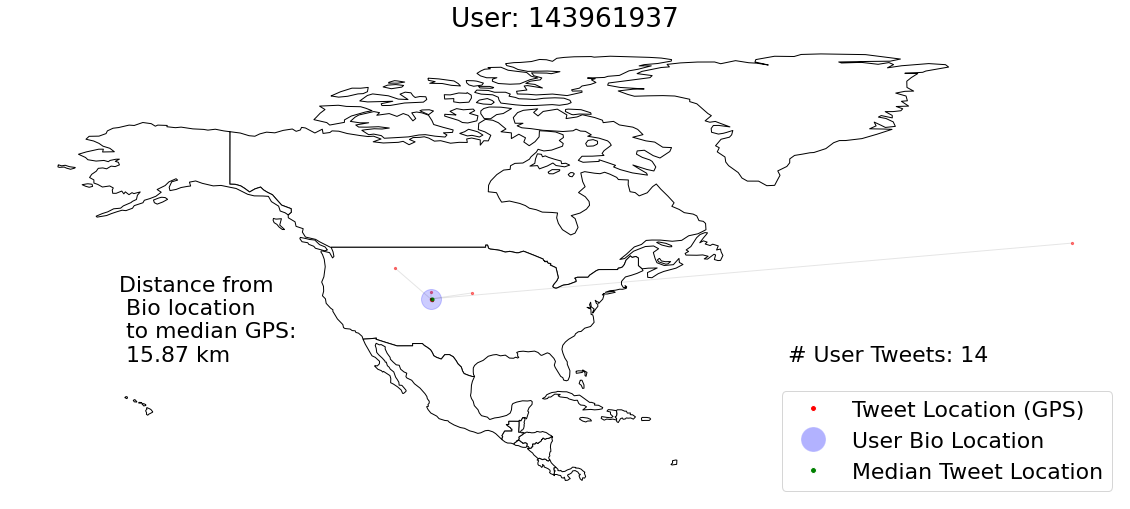 User: 143961937
Distance from
Bio location
to median GPS:
15.87 km
# User Tweets: 14
Tweet Location (GPS)
User Bio Location
Median Tweet Location